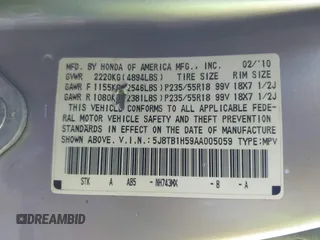 MFD. BY HONDA OF AMERICA MFG., INC. 02/'10
GVWR 2220KG(4894LBS) TIRE SIZE RIM SIZE
GAWR F 1155KG(2546LBS) P235/55R18 99V 18X7 1/2J
GAWR R 1080KG(2381LBS) P235/55R18 99V 18X7 1/2J
THIS VEHICLE CONFORMS TO ALL APPLICABLE FEDE-
RAL MOTOR VEHICLE SAFETY AND THEFT PREVENTION
STANDARDS IN EFFECT ON THE DATE OF MANUFACTURE
SHOWN ABOVE. V.I.N.:5J8TB1H59AA005059 TYPE:MPV
STK A AB5 - NH743MX - B - A
DREAMBID